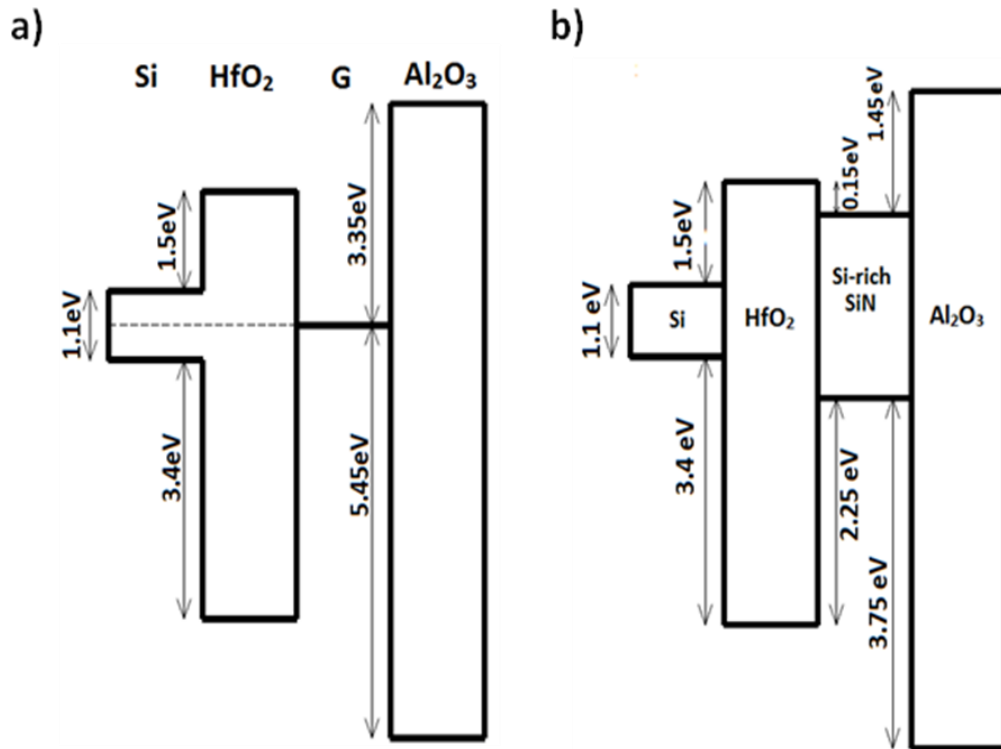 a)
Si HfO₂ G Al₂O₃
1.5eV
1.1eV
3.4eV
3.35eV
5.45eV
b)
1.45eV
0.15eV
1.5eV
1.1 eV
Si
HfO₂
Si-rich
SiN
Al₂O₃
3.4 eV
2.25 eV
3.75 eV